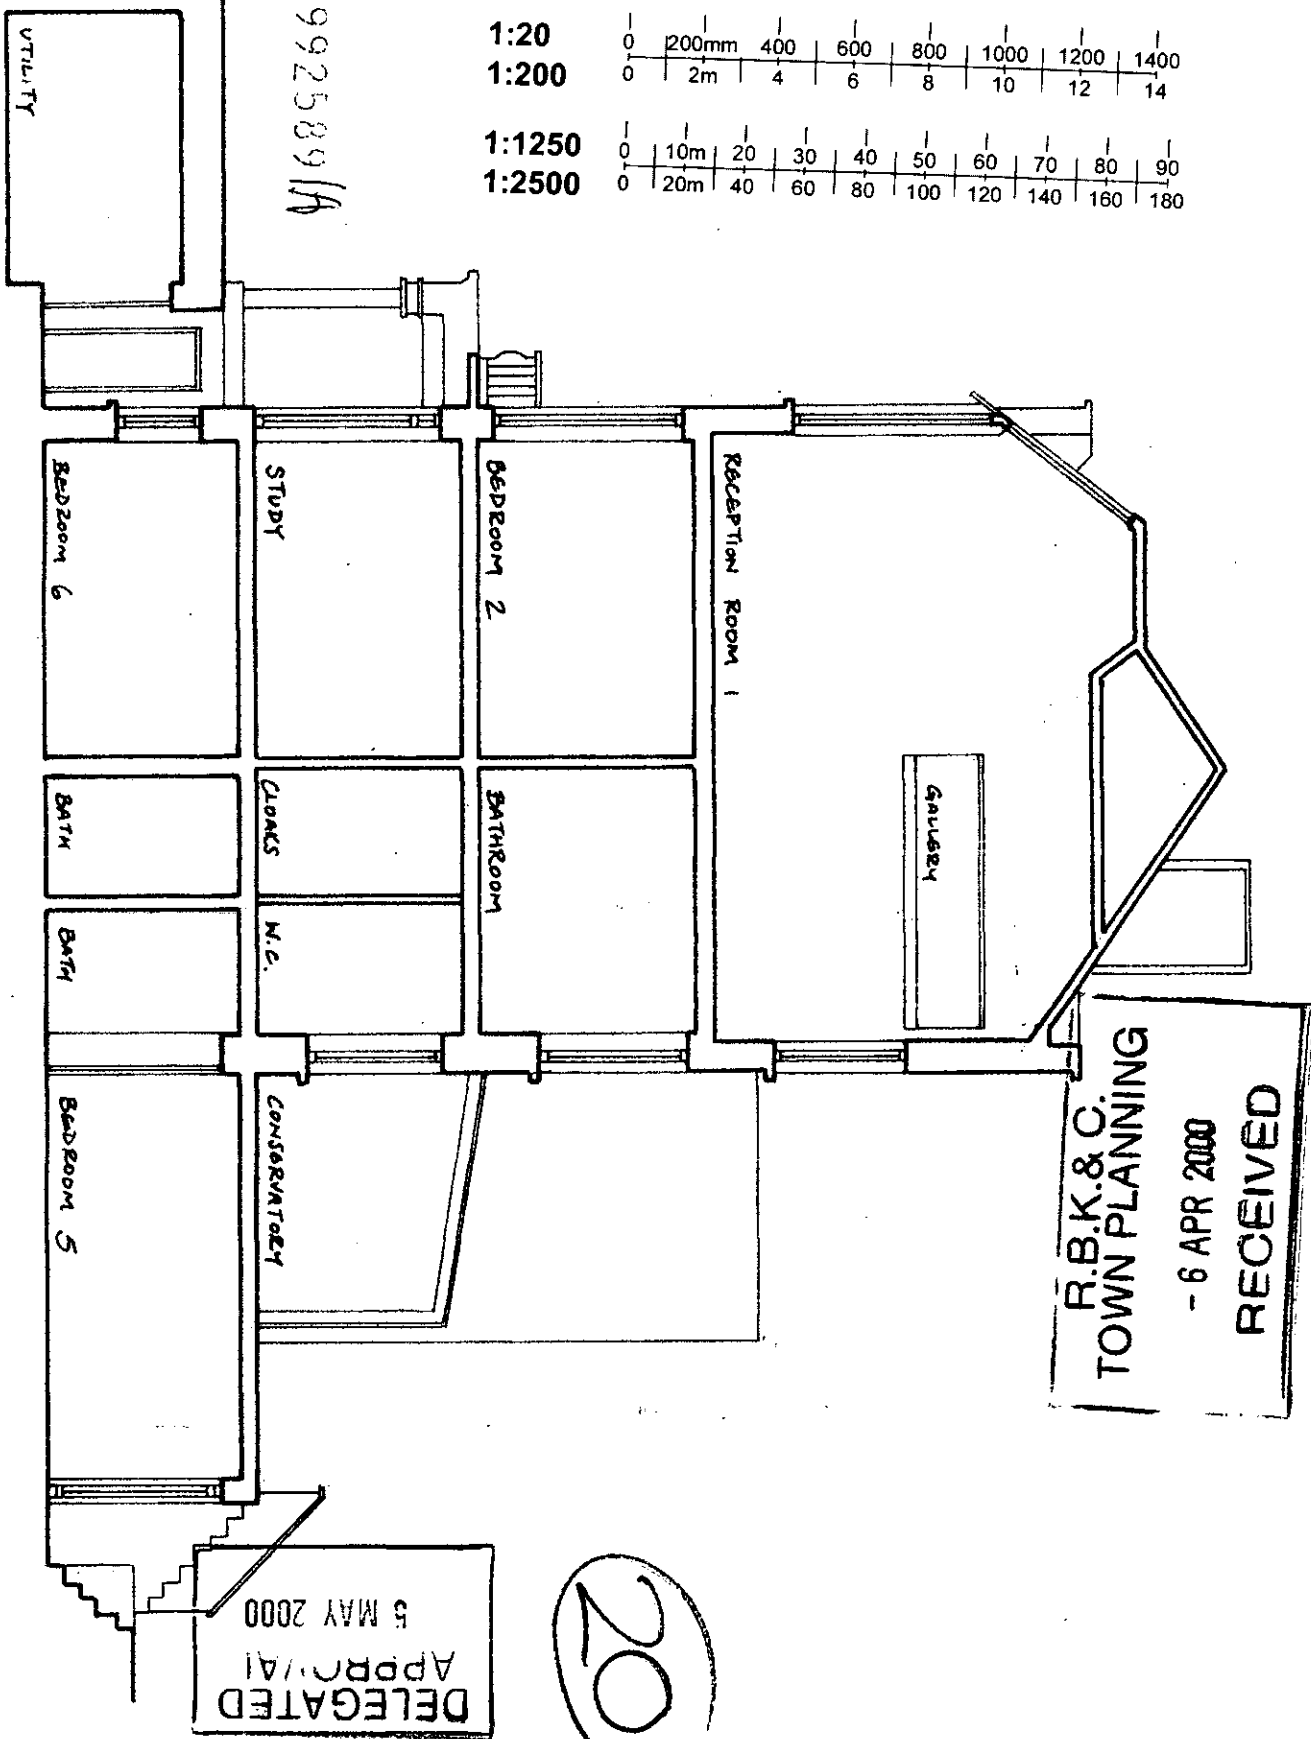 1:20 0 200mm 400 600 800 1000 1200 1400
1:200 0 2m 4 6 8 10 12 14
1:1250 0 10m 20 30 40 50 60 70 80 90
1:2500 0 20m 40 60 80 100 120 140 160 180
992589/A
UTILITY
RECEPTION ROOM 1
GALLERY
BEDROOM 2
BATHROOM
STUDY
CLOAKS
W.C.
CONSERVATORY
BEDROOM 6
BATH
BATH
BEDROOM 5
RECEIVED
- 6 APR 2000
R.B.K.& C.
TOWN PLANNING
DELEGATED
APPROVAL
5 MAY 2000
20